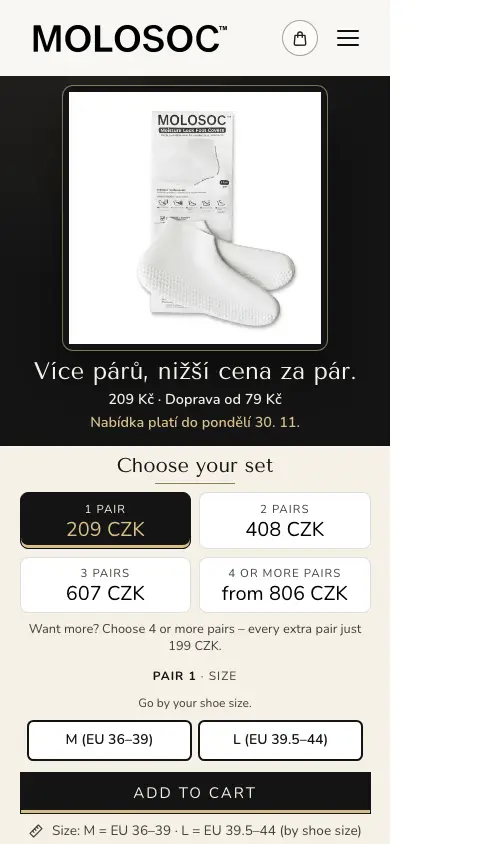 MOLOSOC™
MOLOSOC™
Moisture Lock Foot Covers
Více párů, nižší cena za pár.
209 Kč · Doprava od 79 Kč
Nabídka platí do pondělí 30. 11.
Choose your set
1 PAIR
209 CZK
2 PAIRS
408 CZK
3 PAIRS
607 CZK
4 OR MORE PAIRS
from 806 CZK
Want more? Choose 4 or more pairs – every extra pair just
199 CZK.
PAIR 1 · SIZE
Go by your shoe size.
M (EU 36–39)
L (EU 39.5–44)
ADD TO CART
Size: M = EU 36–39 · L = EU 39.5–44 (by shoe size)